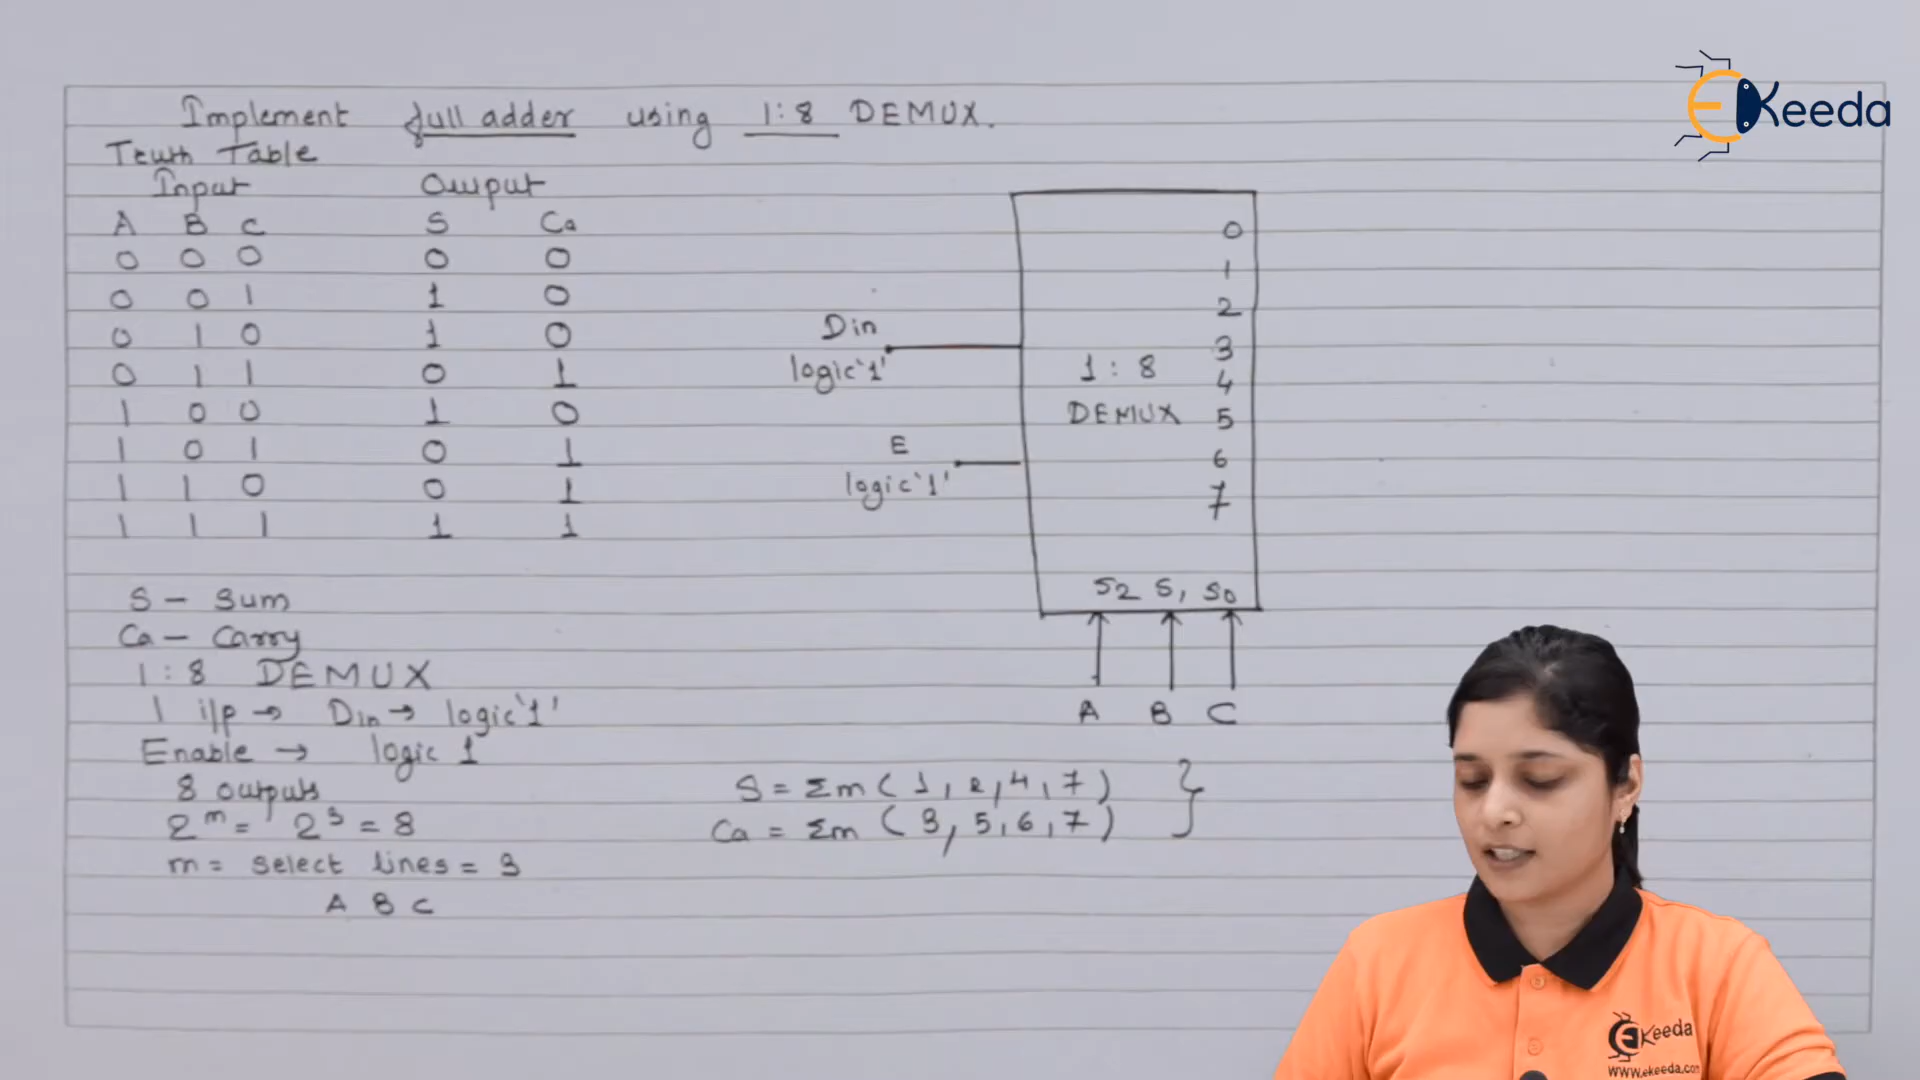 Implement full adder using 1:8 DEMUX.
Truth Table
Input Output
A B C S Ca
0 0 0 0 0
0 0 1 1 0
0 1 0 1 0
0 1 1 0 1
1 0 0 1 0
1 0 1 0 1
1 1 0 0 1
1 1 1 1 1
S - Sum
Ca - Carry
1:8 DEMUX
1 i/p → Din → logic '1'
Enable → logic 1
8 outputs
2^m = 2^3 = 8
m = select lines = 3
A B C
Din
logic '1'
E
logic '1'
1 : 8
DEMUX
0
1
2
3
4
5
6
7
S2 S1 S0
A B C
S = Σm ( 1, 2, 4, 7 )
Ca = Σm ( 3, 5, 6, 7 )
EKeeda
EKeeda
www.ekeeda.com